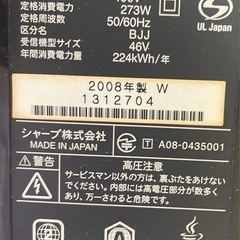 定格消費電力 273W
定格周波数 50/60Hz
区分名 BJJ
受信機型サイズ 46V
年間消費電力量 224kWh/年
UL Japan
2008年製 W
1312704
シャープ株式会社
MADE IN JAPAN
T A08-0435001
警告 高圧注意
サービスマン以外の方は、裏ぶたをあけないで
ください。内部には高電圧部分が数多くあり、
万一さわると危険です。